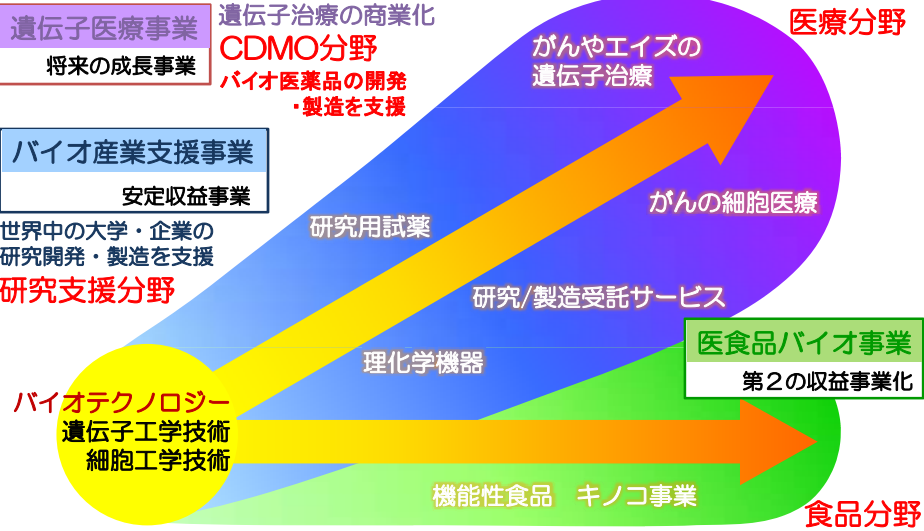 遺伝子医療事業
将来の成長事業
遺伝子治療の商業化
CDMO分野
バイオ医薬品の開発
・製造を支援
医療分野
がんやエイズの
遺伝子治療
バイオ産業支援事業
安定収益事業
世界中の大学・企業の
研究開発・製造を支援
研究支援分野
がんの細胞医療
研究用試薬
研究/製造受託サービス
理化学機器
医食品バイオ事業
第２の収益事業化
バイオテクノロジー
遺伝子工学技術
細胞工学技術
機能性食品　キノコ事業
食品分野